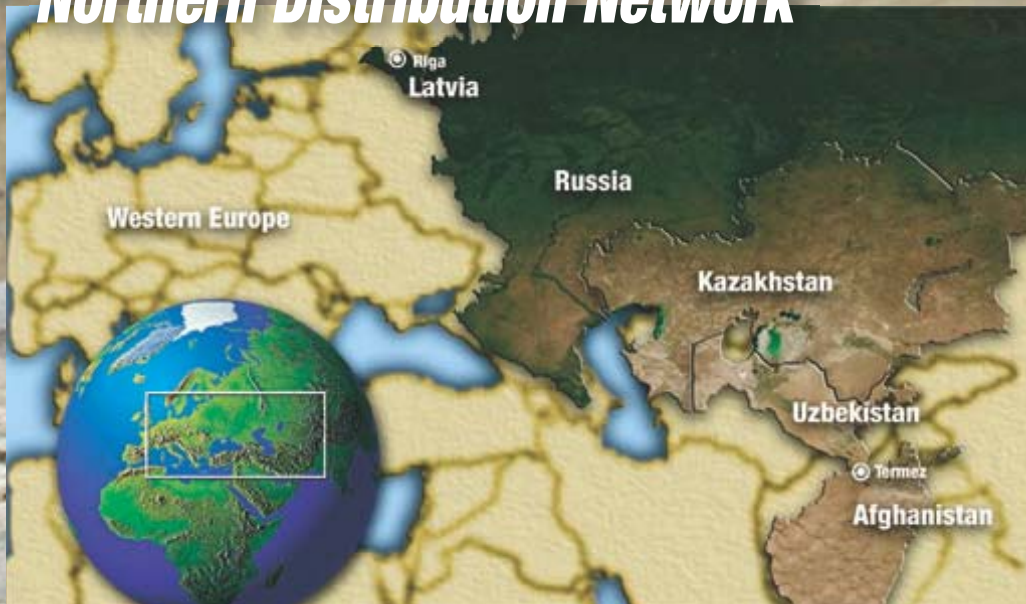 Northern Distribution Network
Riga
Latvia
Russia
Western Europe
Kazakhstan
Uzbekistan
Termez
Afghanistan